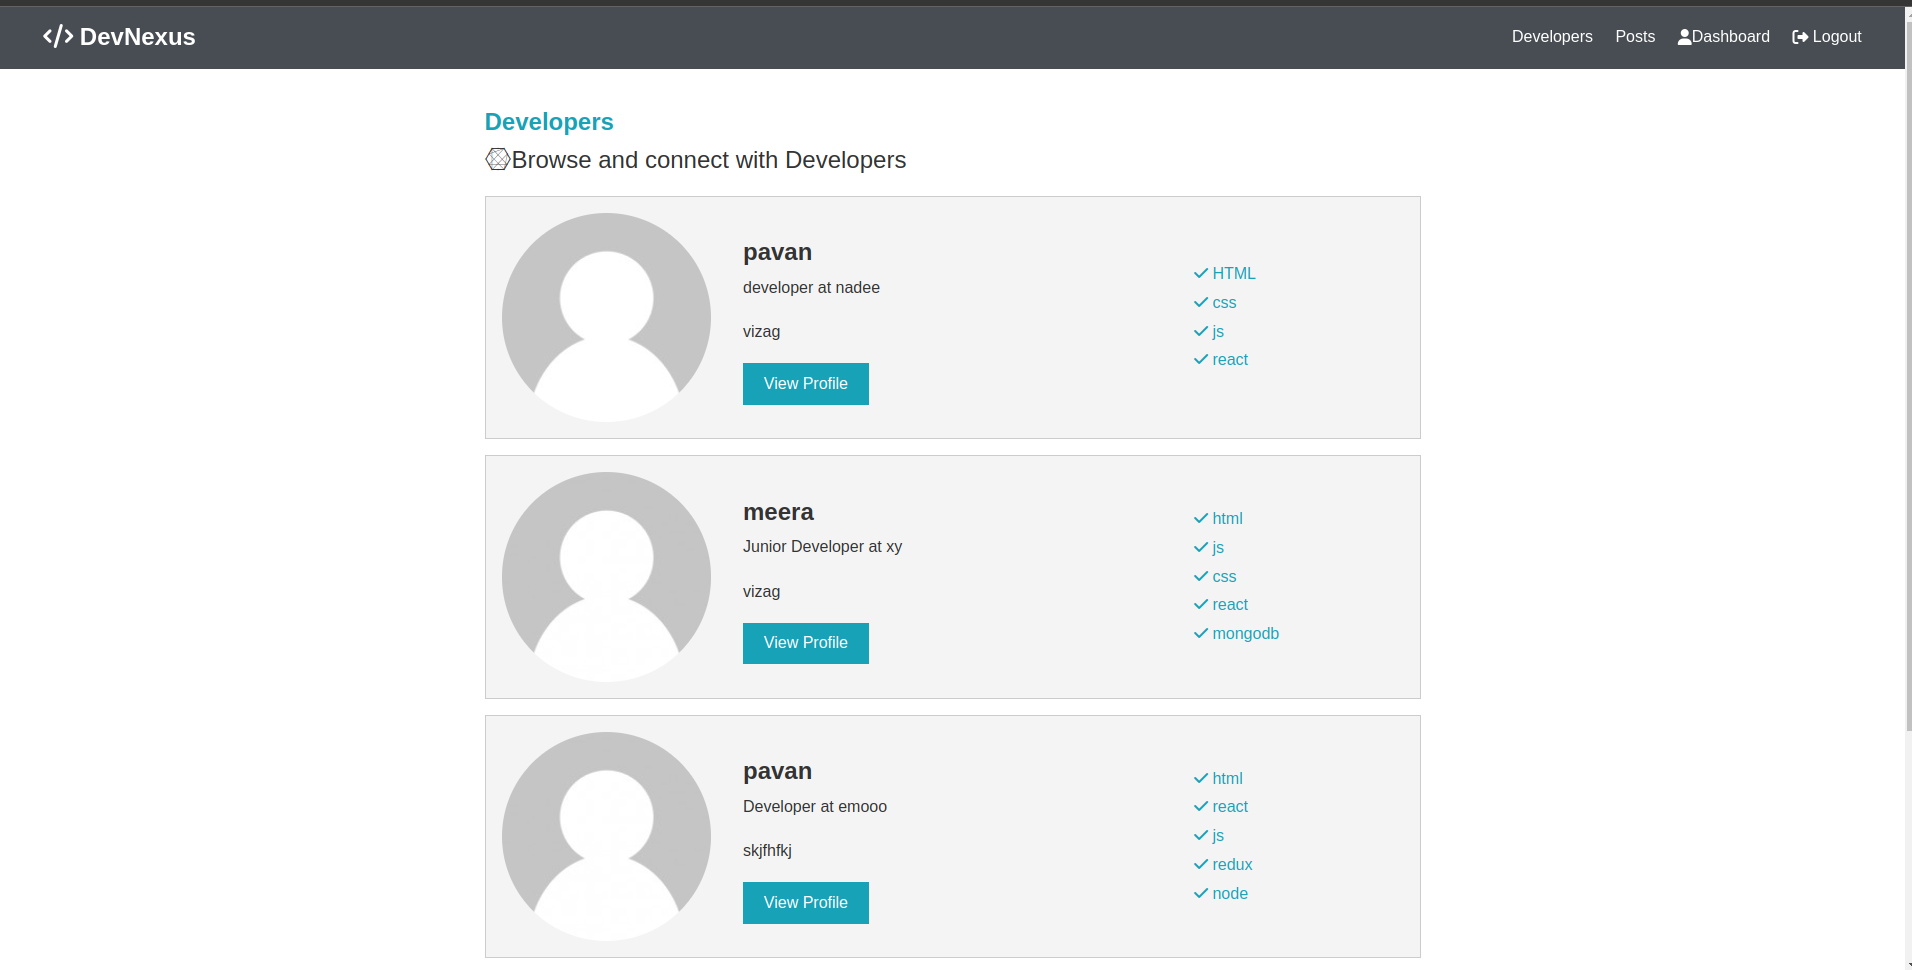 DevNexus
Developers Posts Dashboard Logout
Developers
Browse and connect with Developers
pavan
developer at nadee
vizag
View Profile
HTML
css
js
react
meera
Junior Developer at xy
vizag
View Profile
html
js
css
react
mongodb
pavan
Developer at emooo
skjfhfkj
View Profile
html
react
js
redux
node